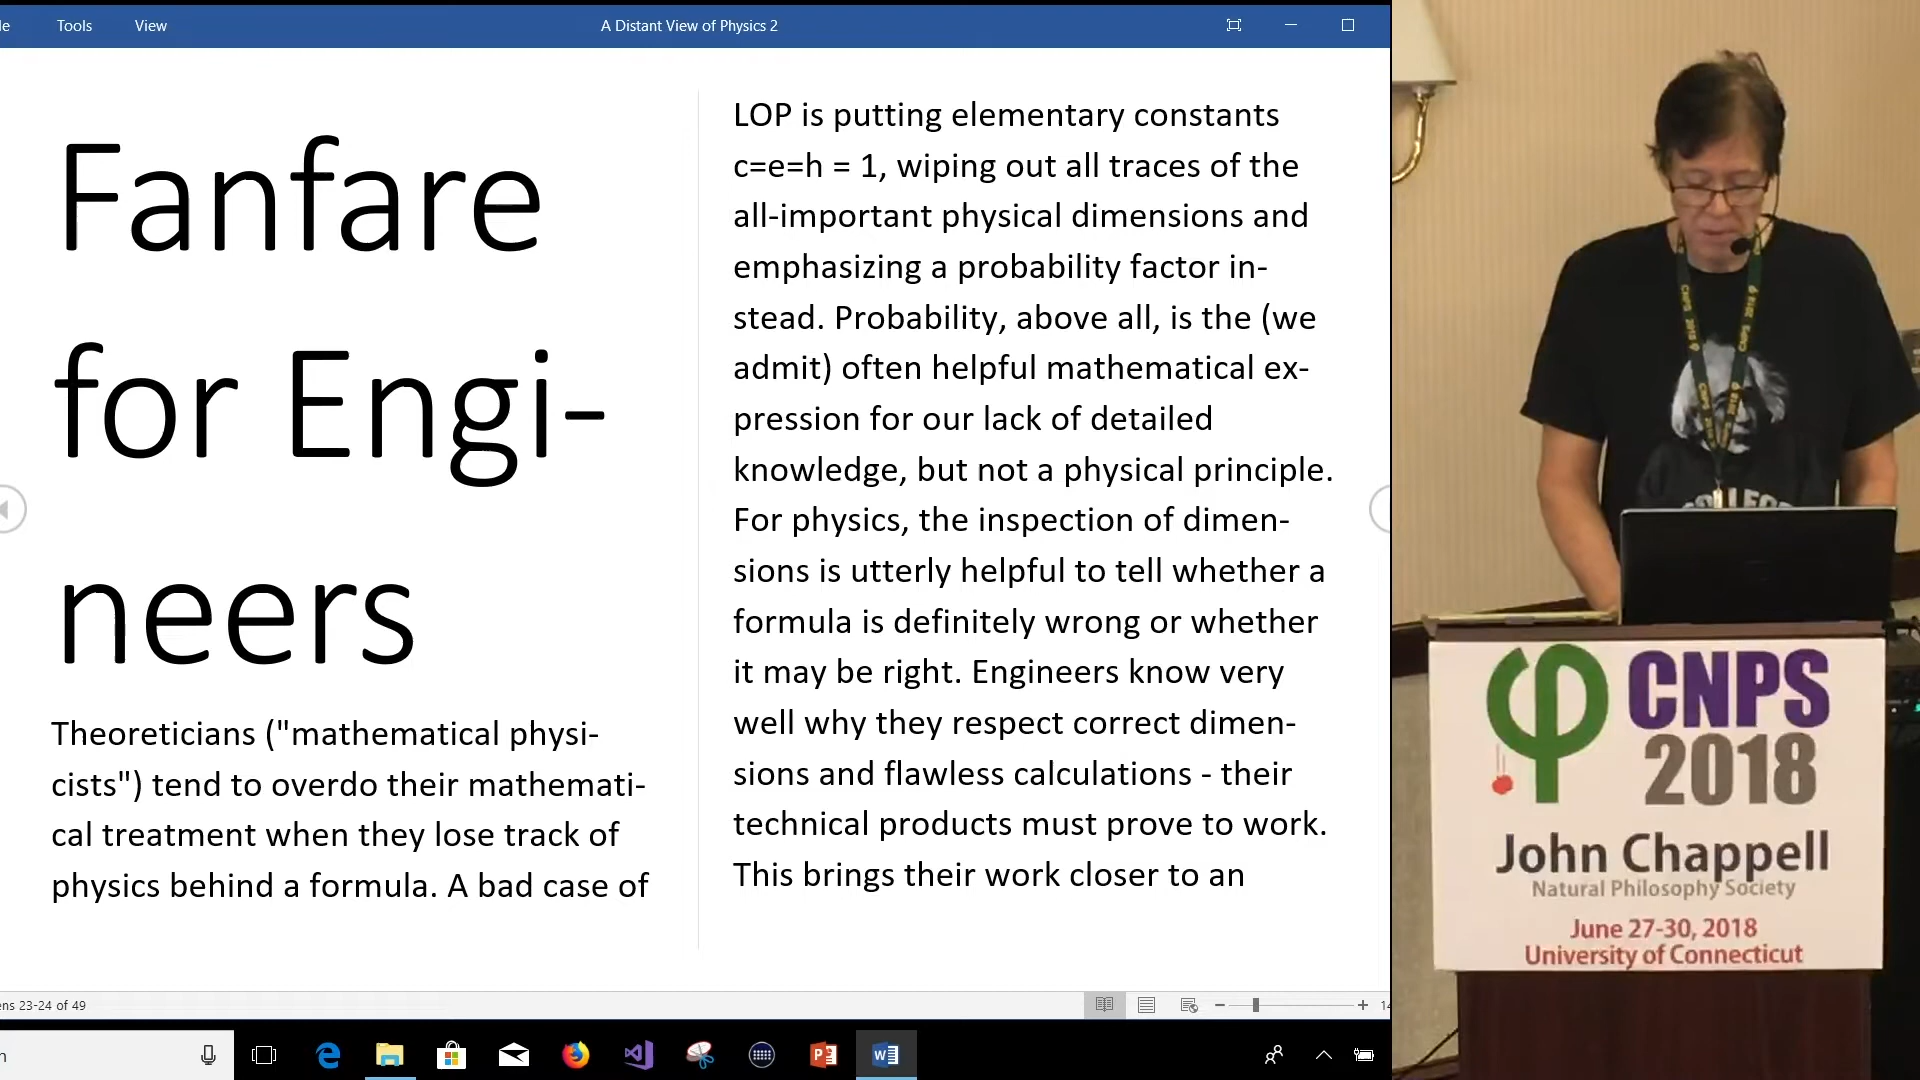 Tools
View
A Distant View of Physics 2
Fanfare
for Engi-
neers
Theoreticians ("mathematical physi-
cists") tend to overdo their mathemati-
cal treatment when they lose track of
physics behind a formula. A bad case of
LOP is putting elementary constants
c=e=h = 1, wiping out all traces of the
all-important physical dimensions and
emphasizing a probability factor in-
stead. Probability, above all, is the (we
admit) often helpful mathematical ex-
pression for our lack of detailed
knowledge, but not a physical principle.
For physics, the inspection of dimen-
sions is utterly helpful to tell whether a
formula is definitely wrong or whether
it may be right. Engineers know very
well why they respect correct dimen-
sions and flawless calculations - their
technical products must prove to work.
This brings their work closer to an
23-24 of 49
CNPS 2018
CNPS 2018
CNPS
2018
John Chappell
Natural Philosophy Society
June 27-30, 2018
University of Connecticut